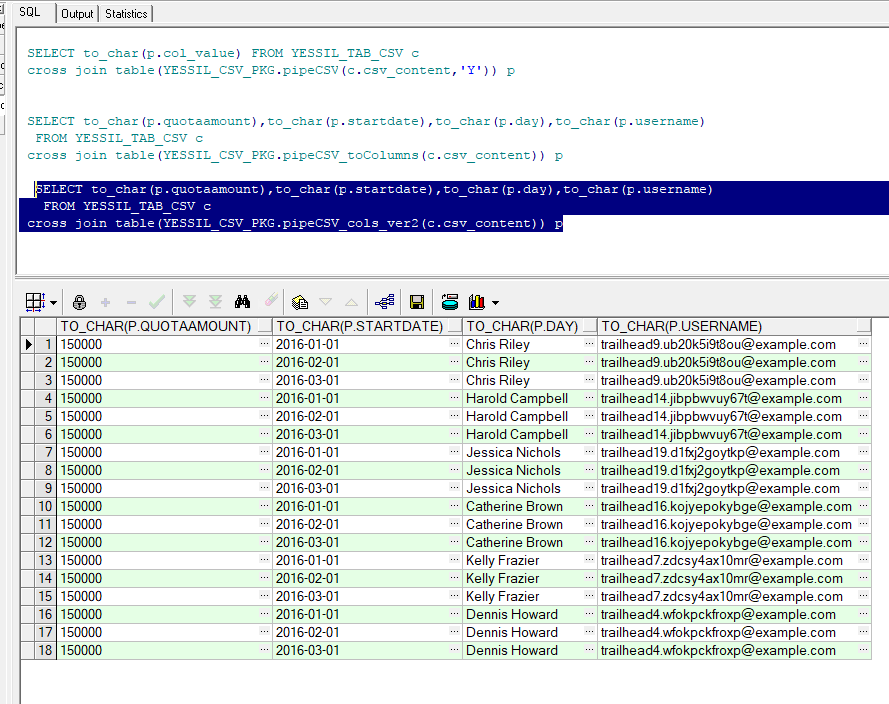 SQL Output Statistics
SELECT to_char(p.col_value) FROM YESSIL_TAB_CSV c
cross join table(YESSIL_CSV_PKG.pipeCSV(c.csv_content,'Y')) p
SELECT to_char(p.quotaamount),to_char(p.startdate),to_char(p.day),to_char(p.username)
FROM YESSIL_TAB_CSV c
cross join table(YESSIL_CSV_PKG.pipeCSV_toColumns(c.csv_content)) p
SELECT to_char(p.quotaamount),to_char(p.startdate),to_char(p.day),to_char(p.username)
FROM YESSIL_TAB_CSV c
cross join table(YESSIL_CSV_PKG.pipeCSV_cols_ver2(c.csv_content)) p
TO_CHAR(P.QUOTAAMOUNT) TO_CHAR(P.STARTDATE) TO_CHAR(P.DAY) TO_CHAR(P.USERNAME)
1 150000 2016-01-01 Chris Riley trailhead9.ub20k5i9t8ou@example.com
2 150000 2016-02-01 Chris Riley trailhead9.ub20k5i9t8ou@example.com
3 150000 2016-03-01 Chris Riley trailhead9.ub20k5i9t8ou@example.com
4 150000 2016-01-01 Harold Campbell trailhead14.jibpbwvuy67t@example.com
5 150000 2016-02-01 Harold Campbell trailhead14.jibpbwvuy67t@example.com
6 150000 2016-03-01 Harold Campbell trailhead14.jibpbwvuy67t@example.com
7 150000 2016-01-01 Jessica Nichols trailhead19.d1fxj2goytkp@example.com
8 150000 2016-02-01 Jessica Nichols trailhead19.d1fxj2goytkp@example.com
9 150000 2016-03-01 Jessica Nichols trailhead19.d1fxj2goytkp@example.com
10 150000 2016-01-01 Catherine Brown trailhead16.kojyepokybge@example.com
11 150000 2016-02-01 Catherine Brown trailhead16.kojyepokybge@example.com
12 150000 2016-03-01 Catherine Brown trailhead16.kojyepokybge@example.com
13 150000 2016-01-01 Kelly Frazier trailhead7.zdcsy4ax10mr@example.com
14 150000 2016-02-01 Kelly Frazier trailhead7.zdcsy4ax10mr@example.com
15 150000 2016-03-01 Kelly Frazier trailhead7.zdcsy4ax10mr@example.com
16 150000 2016-01-01 Dennis Howard trailhead4.wfokpckfroxp@example.com
17 150000 2016-02-01 Dennis Howard trailhead4.wfokpckfroxp@example.com
18 150000 2016-03-01 Dennis Howard trailhead4.wfokpckfroxp@example.com